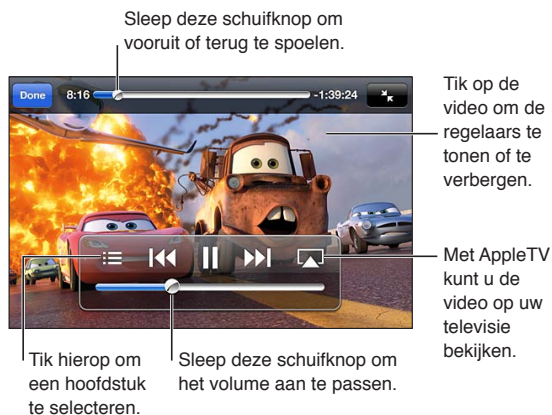 Sleep deze schuifknop om
vooruit of terug te spoelen.
Done
8:16
-1:39:24
Tik op de
video om de
regelaars te
tonen of te
verbergen.
Met AppleTV
kunt u de
video op uw
televisie
bekijken.
Tik hierop om
een hoofdstuk
te selecteren.
Sleep deze schuifknop om
het volume aan te passen.